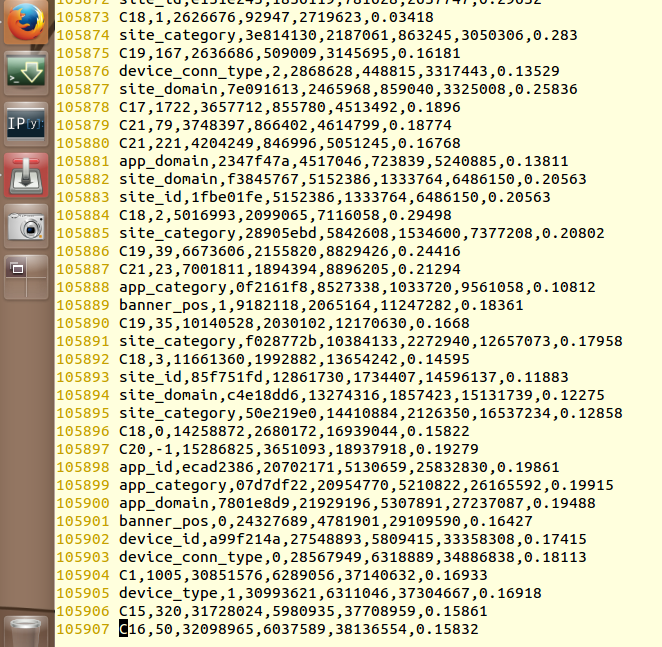 105873 C18,1,2626676,92947,2719623,0.03418
105874 site_category,3e814130,2187061,863245,3050306,0.283
105875 C19,167,2636686,509009,3145695,0.16181
105876 device_conn_type,2,2868628,448815,3317443,0.13529
105877 site_domain,7e091613,2465968,859040,3325008,0.25836
105878 C17,1722,3657712,855780,4513492,0.1896
105879 C21,79,3748397,866402,4614799,0.18774
105880 C21,221,4204249,846996,5051245,0.16768
105881 app_domain,2347f47a,4517046,723839,5240885,0.13811
105882 site_domain,f3845767,5152386,1333764,6486150,0.20563
105883 site_id,1fbe01fe,5152386,1333764,6486150,0.20563
105884 C18,2,5016993,2099065,7116058,0.29498
105885 site_category,28905ebd,5842608,1534600,7377208,0.20802
105886 C19,39,6673606,2155820,8829426,0.24416
105887 C21,23,7001811,1894394,8896205,0.21294
105888 app_category,0f2161f8,8527338,1033720,9561058,0.10812
105889 banner_pos,1,9182118,2065164,11247282,0.18361
105890 C19,35,10140528,2030102,12170630,0.1668
105891 site_category,f028772b,10384133,2272940,12657073,0.17958
105892 C18,3,11661360,1992882,13654242,0.14595
105893 site_id,85f751fd,12861730,1734407,14596137,0.11883
105894 site_domain,c4e18dd6,13274316,1857423,15131739,0.12275
105895 site_category,50e219e0,14410884,2126350,16537234,0.12858
105896 C18,0,14258872,2680172,16939044,0.15822
105897 C20,-1,15286825,3651093,18937918,0.19279
105898 app_id,ecad2386,20702171,5130659,25832830,0.19861
105899 app_category,07d7df22,20954770,5210822,26165592,0.19915
105900 app_domain,7801e8d9,21929196,5307891,27237087,0.19488
105901 banner_pos,0,24327689,4781901,29109590,0.16427
105902 device_id,a99f214a,27548893,5809415,33358308,0.17415
105903 device_conn_type,0,28567949,6318889,34886838,0.18113
105904 C1,1005,30851576,6289056,37140632,0.16933
105905 device_type,1,30993621,6311046,37304667,0.16918
105906 C15,320,31728024,5980935,37708959,0.15861
105907 C16,50,32098965,6037589,38136554,0.15832
IP[y]: